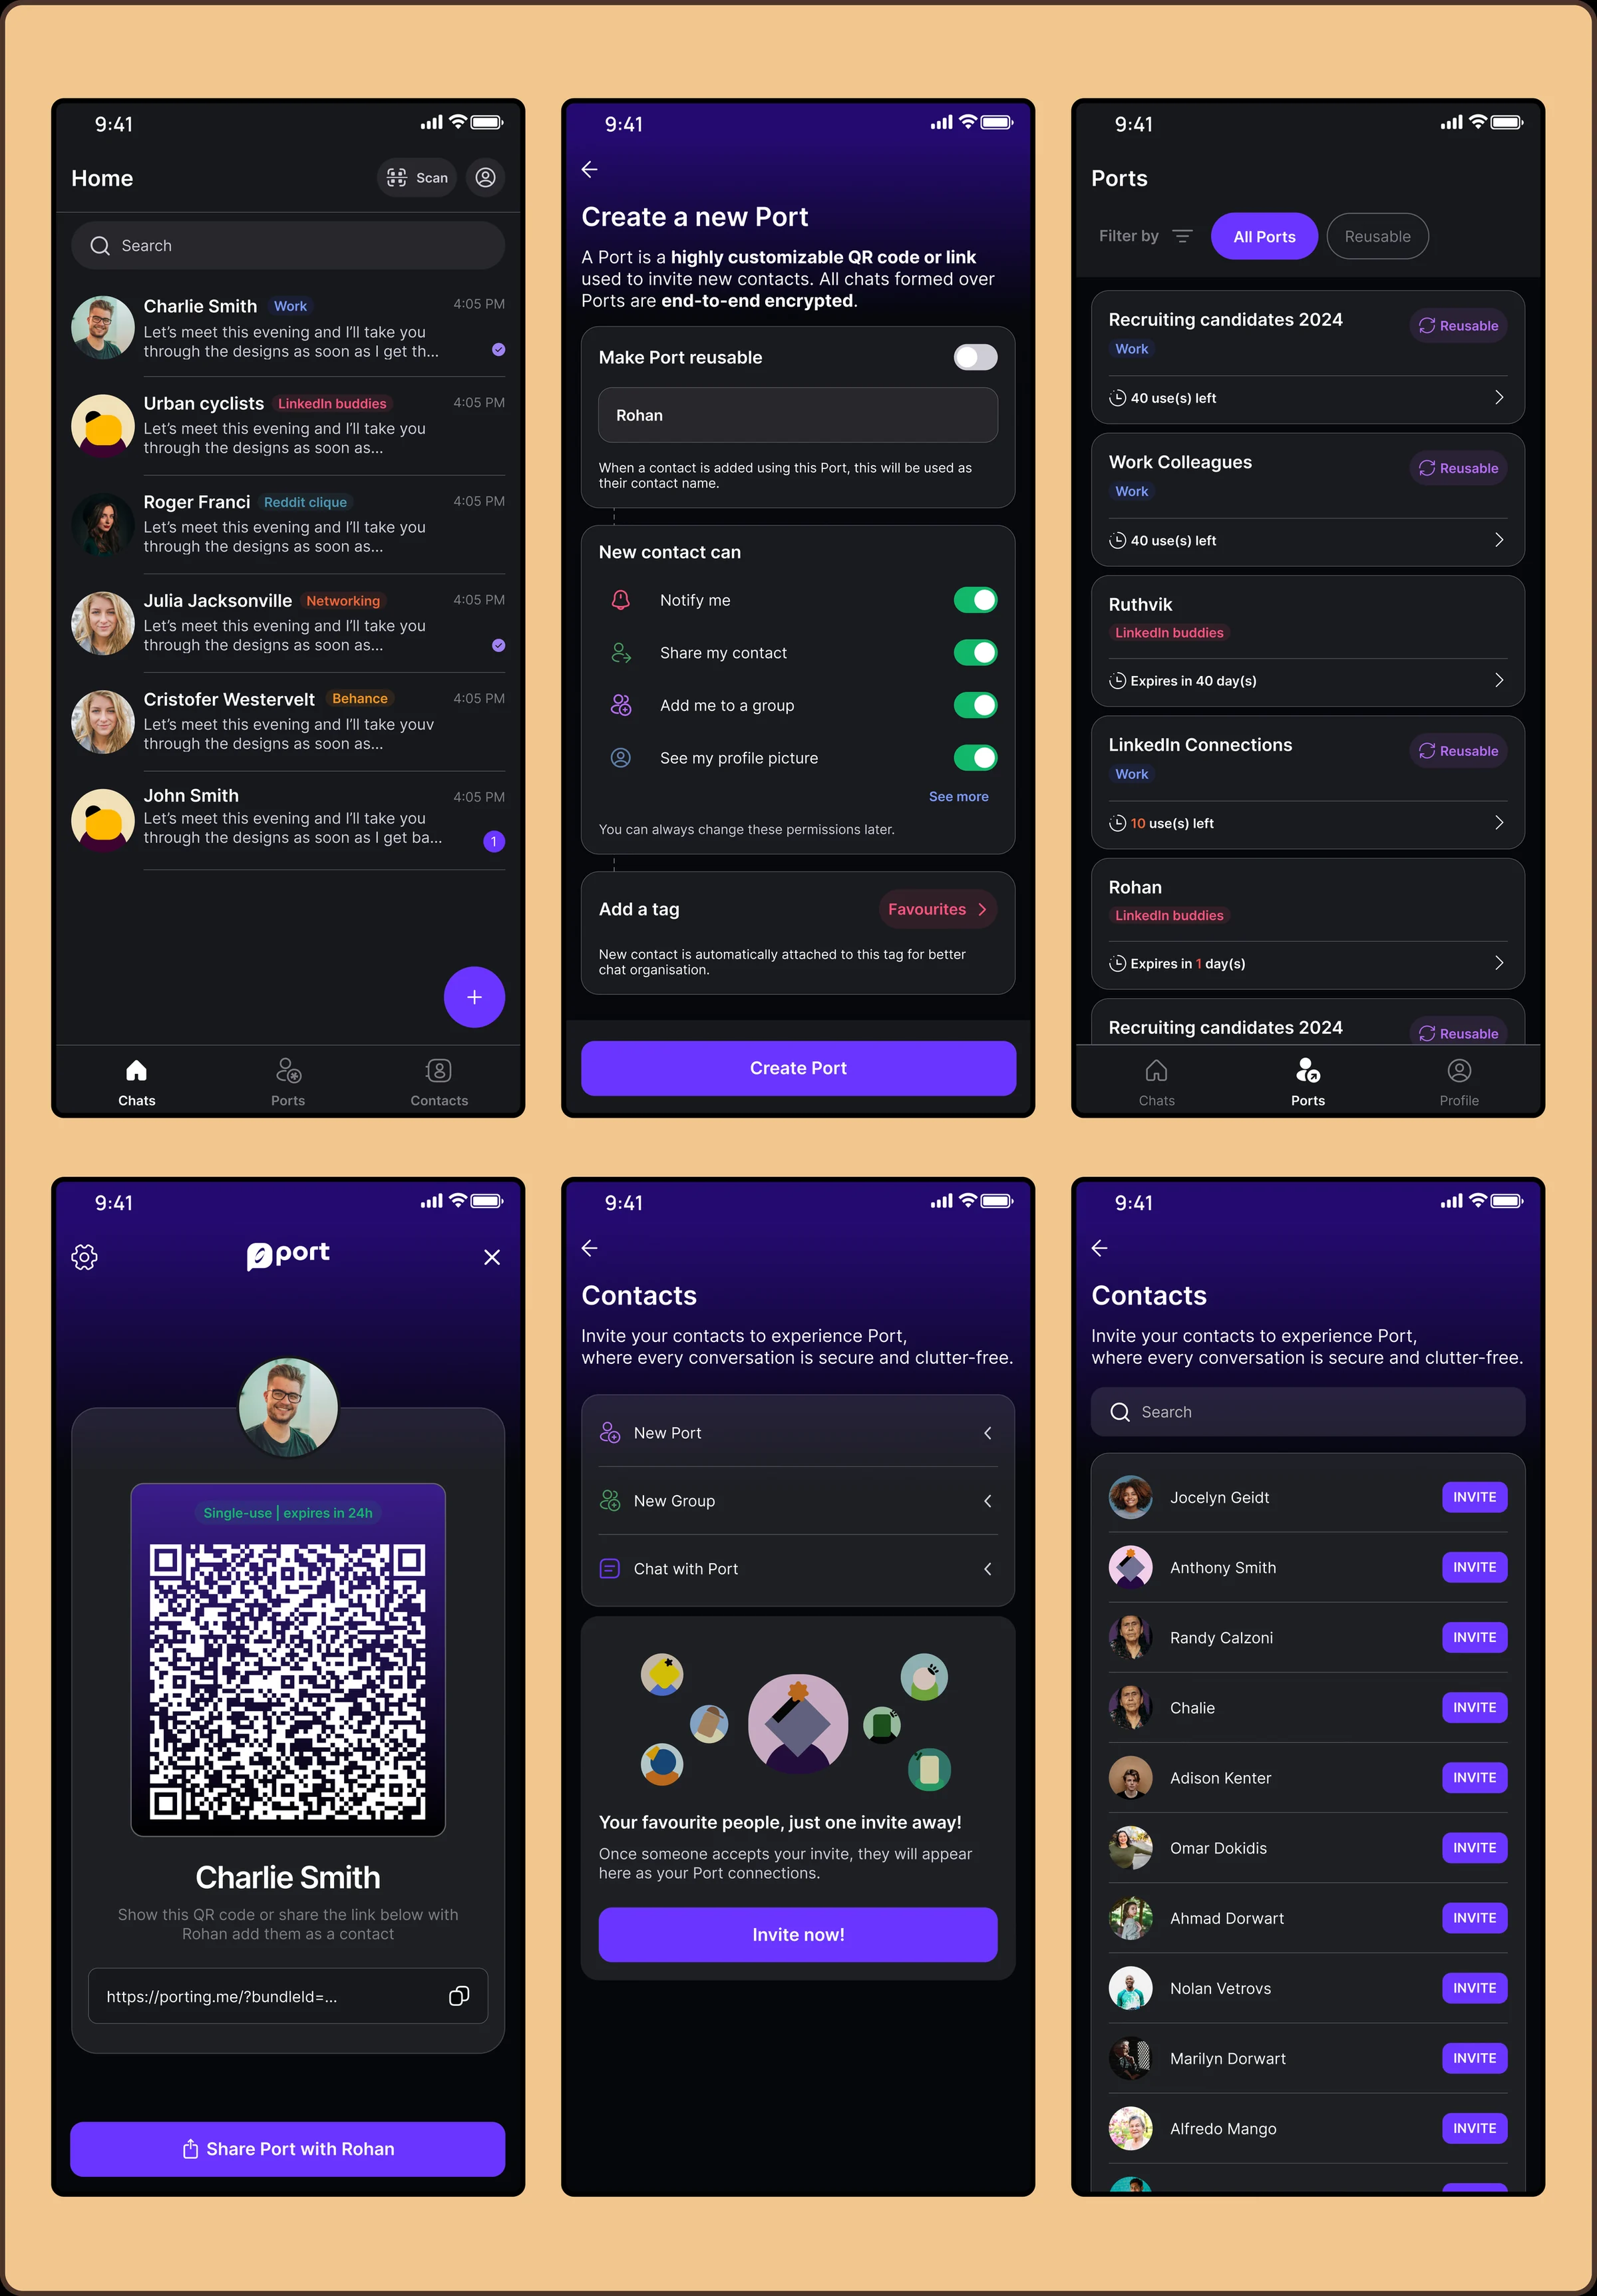 9:41
Home
Scan
Search
Charlie Smith Work 4:05 PM
Let's meet this evening and I'll take you
through the designs as soon as I get th...
Urban cyclists LinkedIn buddies 4:05 PM
Let's meet this evening and I'll take you
through the designs as soon as...
Roger Franci Reddit clique 4:05 PM
Let's meet this evening and I'll take you
through the designs as soon as...
Julia Jacksonville Networking 4:05 PM
Let's meet this evening and I'll take you
through the designs as soon as...
Cristofer Westervelt Behance 4:05 PM
Let's meet this evening and I'll take youv
through the designs as soon as...
John Smith 4:05 PM
Let's meet this evening and I'll take you
through the designs as soon as I get ba...
1
Chats Ports Contacts
9:41
Create a new Port
A Port is a highly customizable QR code or link
used to invite new contacts. All chats formed over
Ports are end-to-end encrypted.
Make Port reusable
Rohan
When a contact is added using this Port, this will be used as
their contact name.
New contact can
Notify me
Share my contact
Add me to a group
See my profile picture
See more
You can always change these permissions later.
Add a tag Favourites
New contact is automatically attached to this tag for better
chat organisation.
Create Port
9:41
Ports
Filter by All Ports Reusable
Recruiting candidates 2024 Reusable
Work
40 use(s) left
Work Colleagues Reusable
Work
40 use(s) left
Ruthvik
LinkedIn buddies
Expires in 40 day(s)
LinkedIn Connections Reusable
Work
10 use(s) left
Rohan
LinkedIn buddies
Expires in 1 day(s)
Recruiting candidates 2024 Reusable
Chats Ports Profile
9:41
port
Single-use | expires in 24h
Charlie Smith
Show this QR code or share the link below with
Rohan add them as a contact
https://porting.me/?bundleId=...
Share Port with Rohan
9:41
Contacts
Invite your contacts to experience Port,
where every conversation is secure and clutter-free.
New Port
New Group
Chat with Port
Your favourite people, just one invite away!
Once someone accepts your invite, they will appear
here as your Port connections.
Invite now!
9:41
Contacts
Invite your contacts to experience Port,
where every conversation is secure and clutter-free.
Search
Jocelyn Geidt INVITE
Anthony Smith INVITE
Randy Calzoni INVITE
Chalie INVITE
Adison Kenter INVITE
Omar Dokidis INVITE
Ahmad Dorwart INVITE
Nolan Vetrovs INVITE
Marilyn Dorwart INVITE
Alfredo Mango INVITE